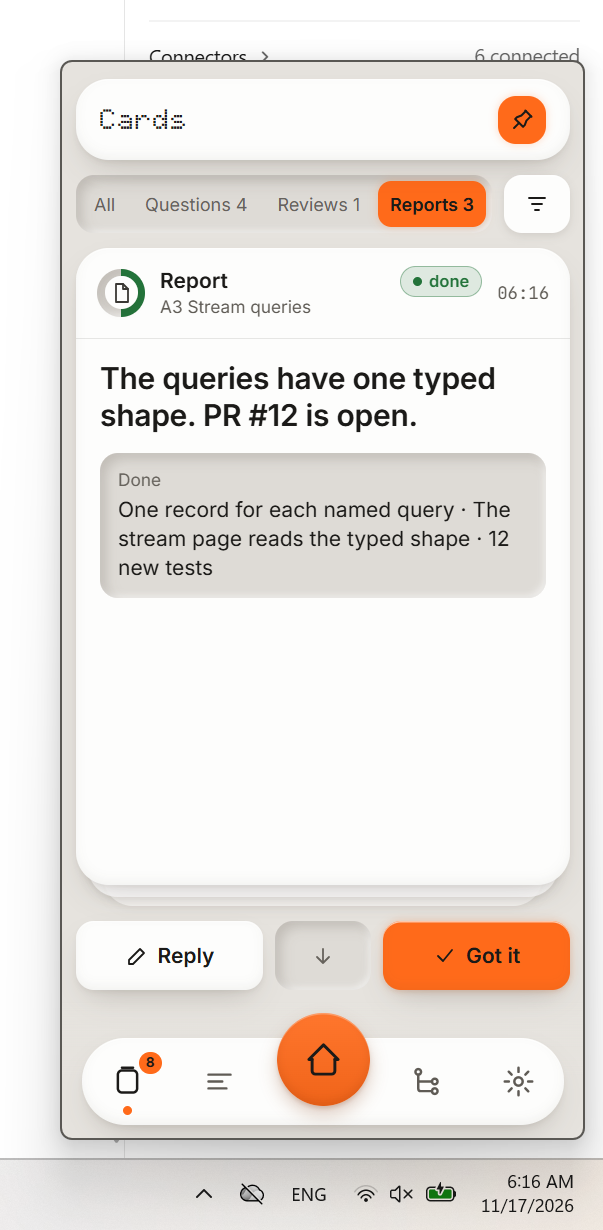 Connectors
6 connected
Cards
All
Questions 4
Reviews 1
Reports 3
Report
A3 Stream queries
done
06:16
The queries have one typed
shape. PR #12 is open.
Done
One record for each named query · The
stream page reads the typed shape · 12
new tests
Reply
Got it
8
ENG
6:16 AM
11/17/2026